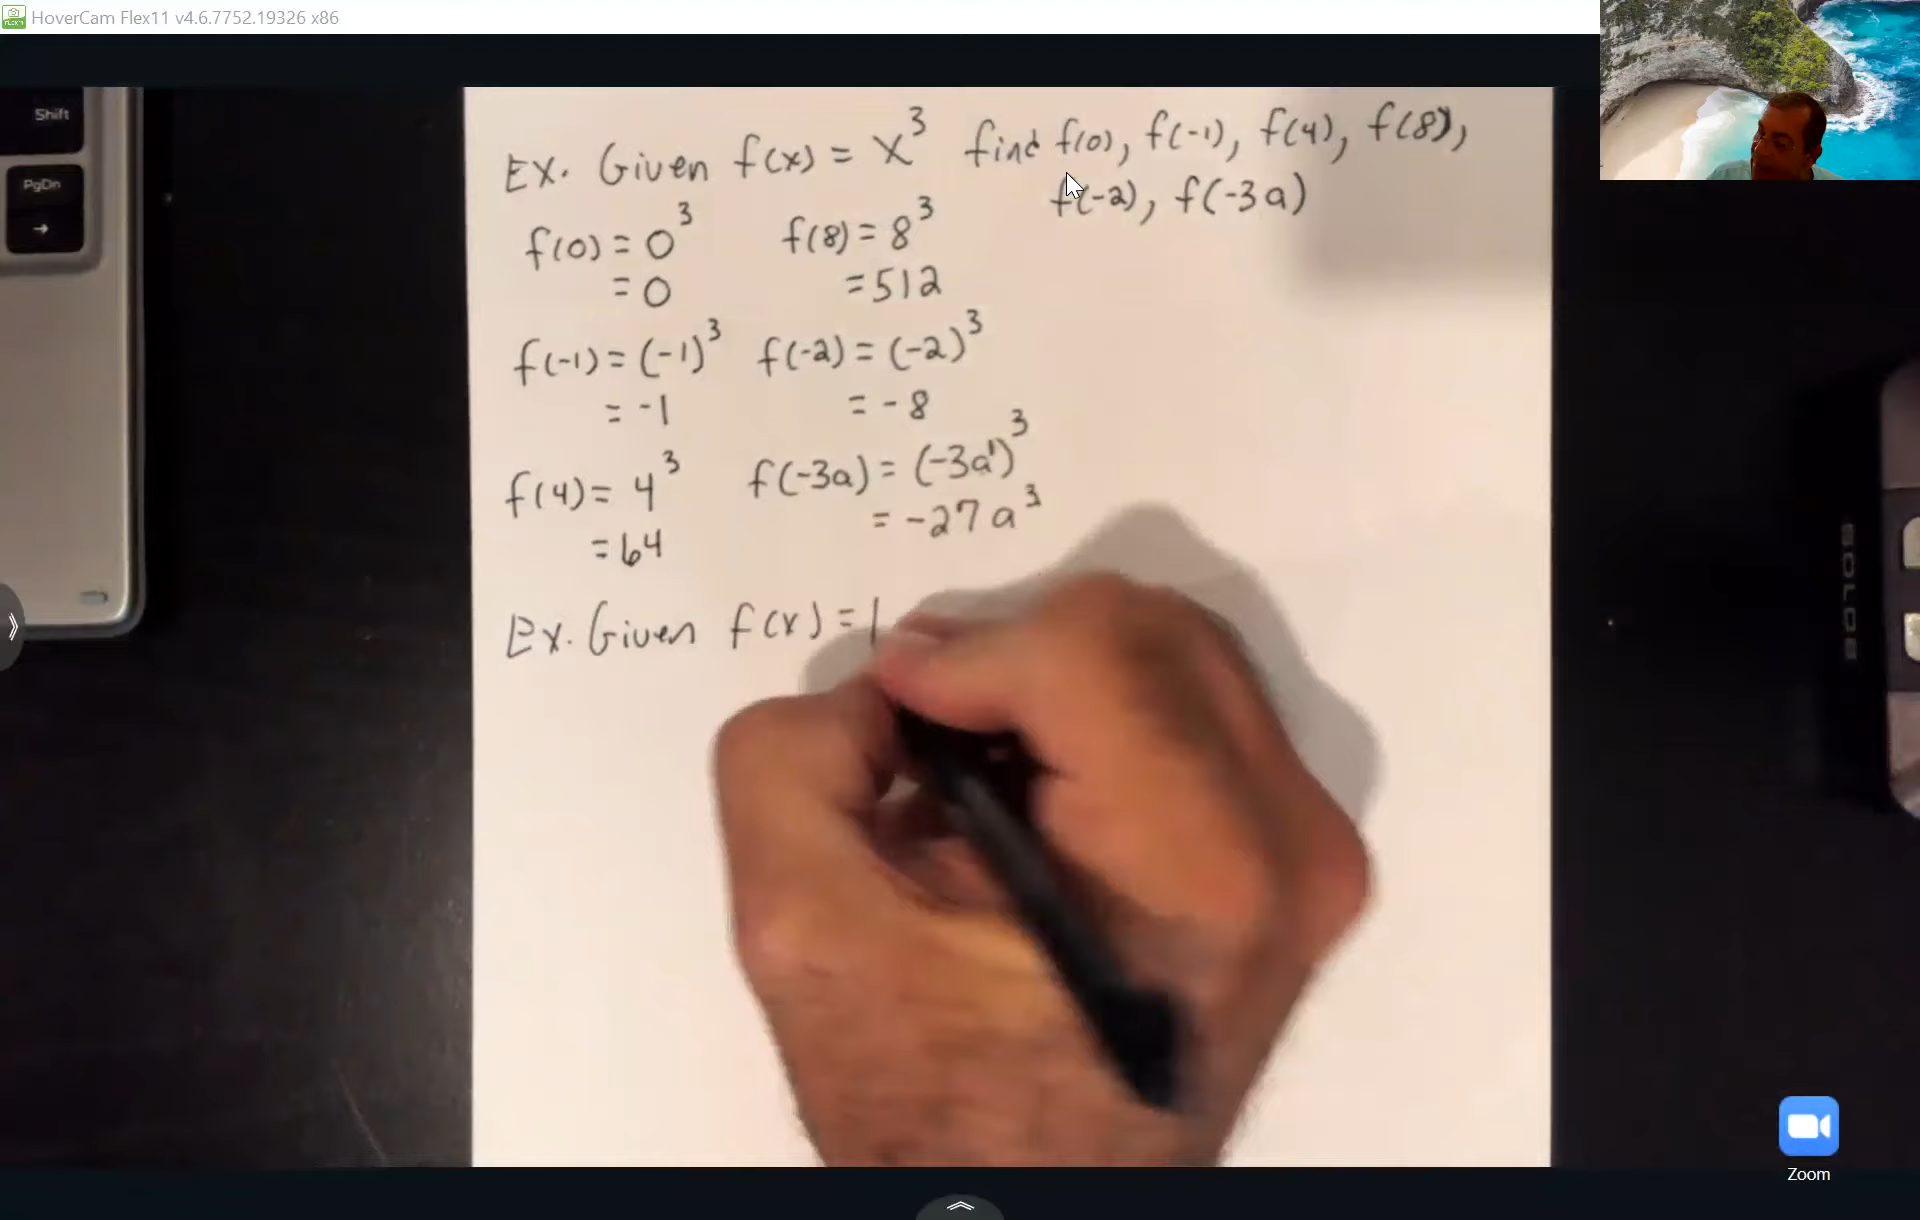 HoverCam Flex11 v4.6.7752.19326 x86
Shift
PgDn
→
Ex. Given f(x) = x³ find f(0), f(-1), f(4), f(8),
f(-2), f(-3a)
f(0) = 0³
= 0
f(-1) = (-1)³
= -1
f(4) = 4³
= 64
f(8) = 8³
= 512
f(-2) = (-2)³
= -8
f(-3a) = (-3a¹)³
= -27a³
Ex. Given f(x) = |
Zoom